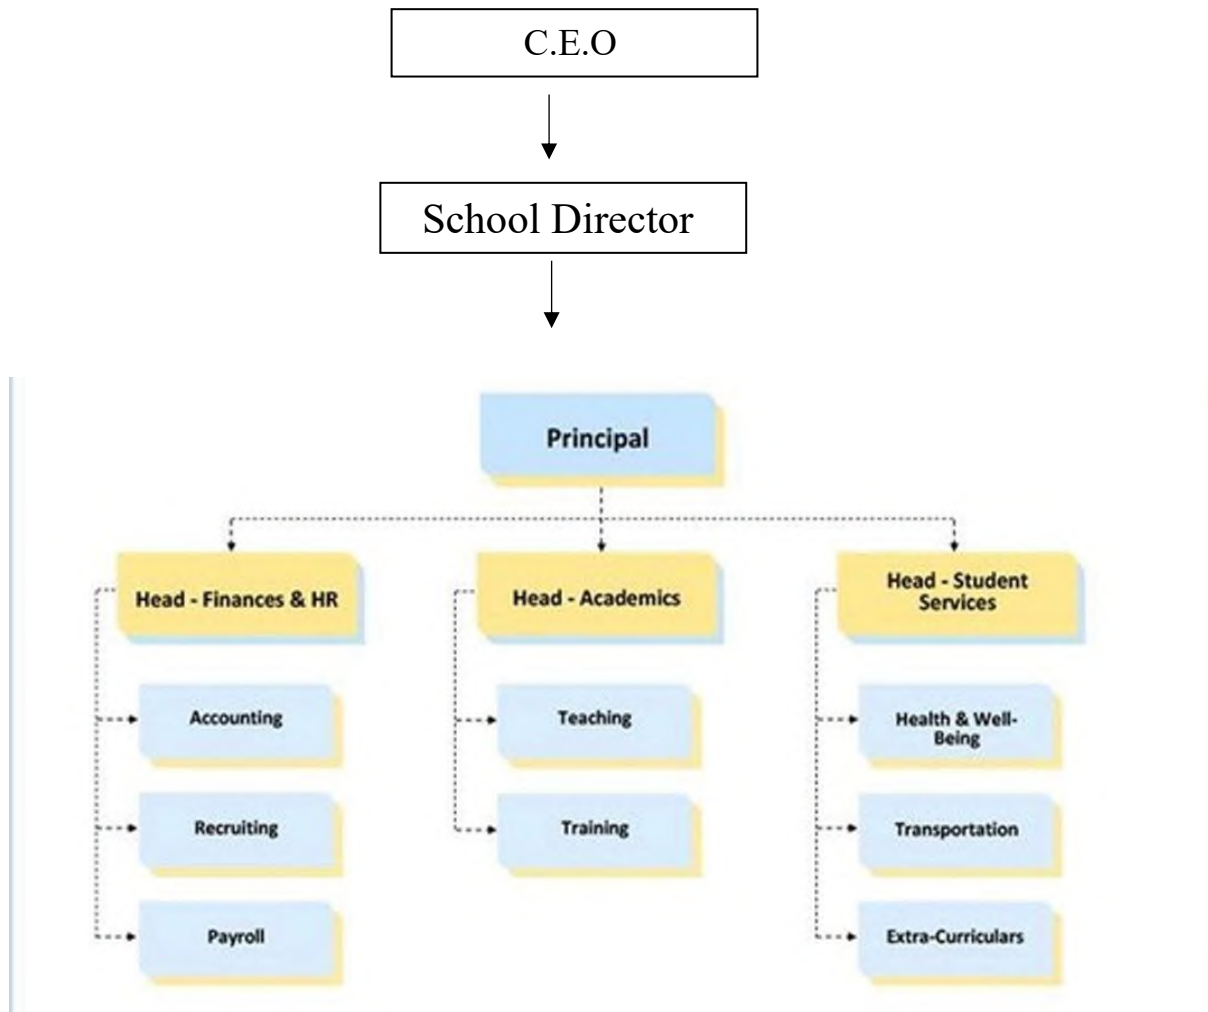 C.E.O
School Director
Principal
Head - Finances & HR
Head - Academics
Head - Student
Services
Accounting
Teaching
Health & Well-
Being
Recruiting
Training
Transportation
Payroll
Extra-Curriculars